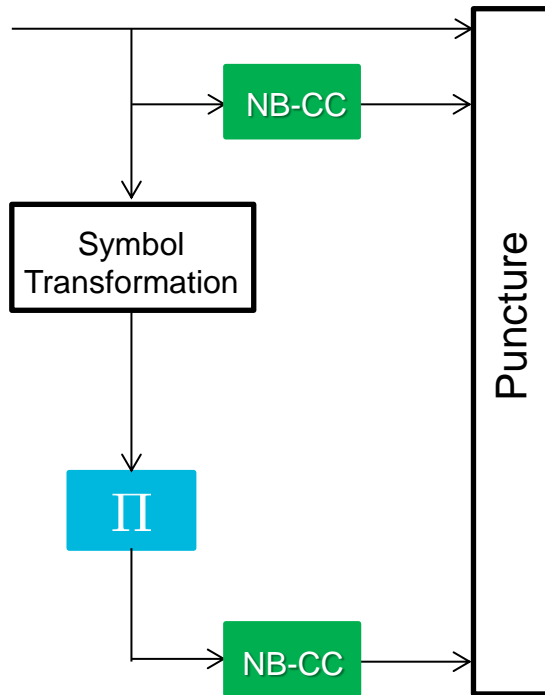 NB-CC
Symbol
Transformation
Puncture
Π
NB-CC